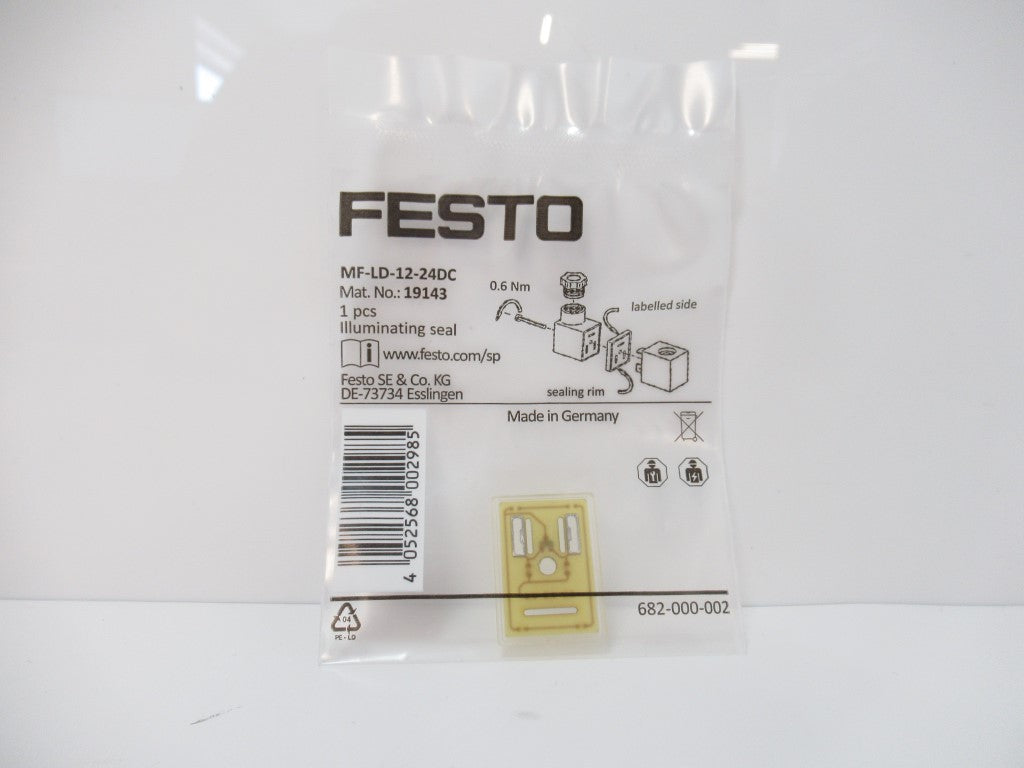 FESTO
MF-LD-12-24DC
Mat. No.: 19143
1 pcs
Illuminating seal
i www.festo.com/sp
Festo SE & Co. KG
DE-73734 Esslingen
0.6 Nm
labelled side
sealing rim
Made in Germany
4 052568 002985
04
PE-LD
682-000-002